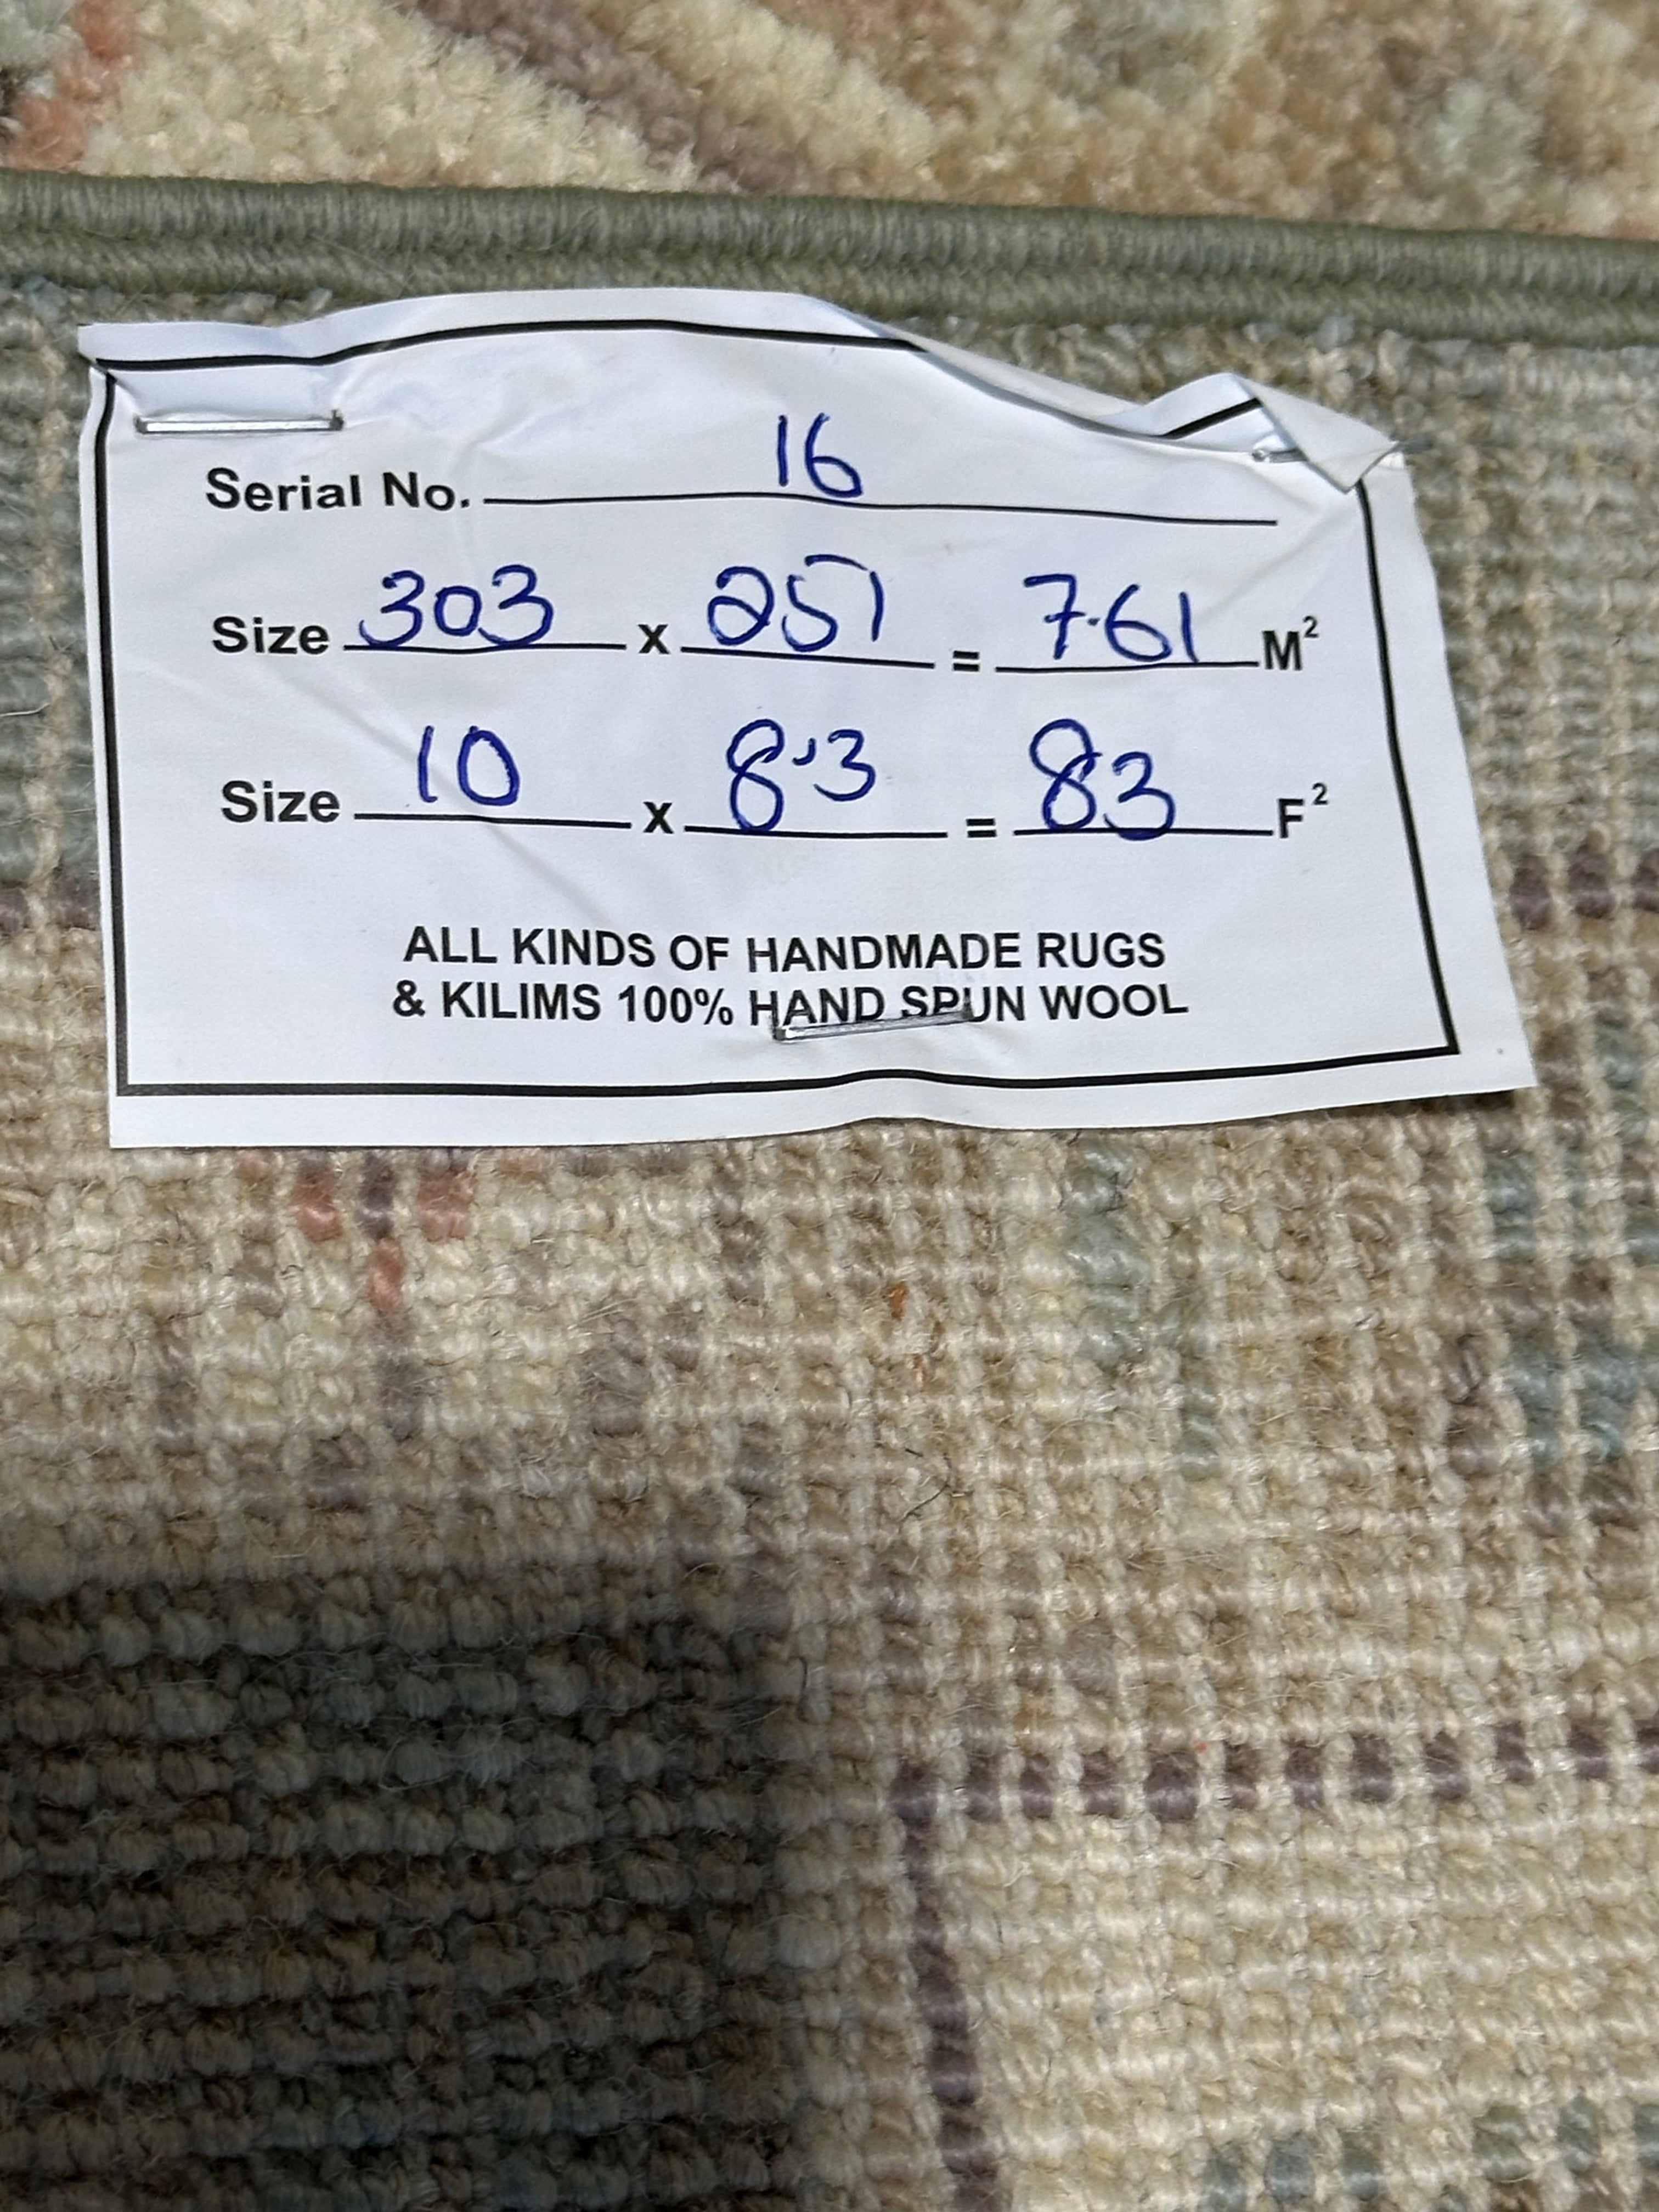 Serial No. 16
Size 303 x 251 = 7.61 M²
Size 10 x 8'3 = 83 F²
ALL KINDS OF HANDMADE RUGS
& KILIMS 100% HAND SPUN WOOL